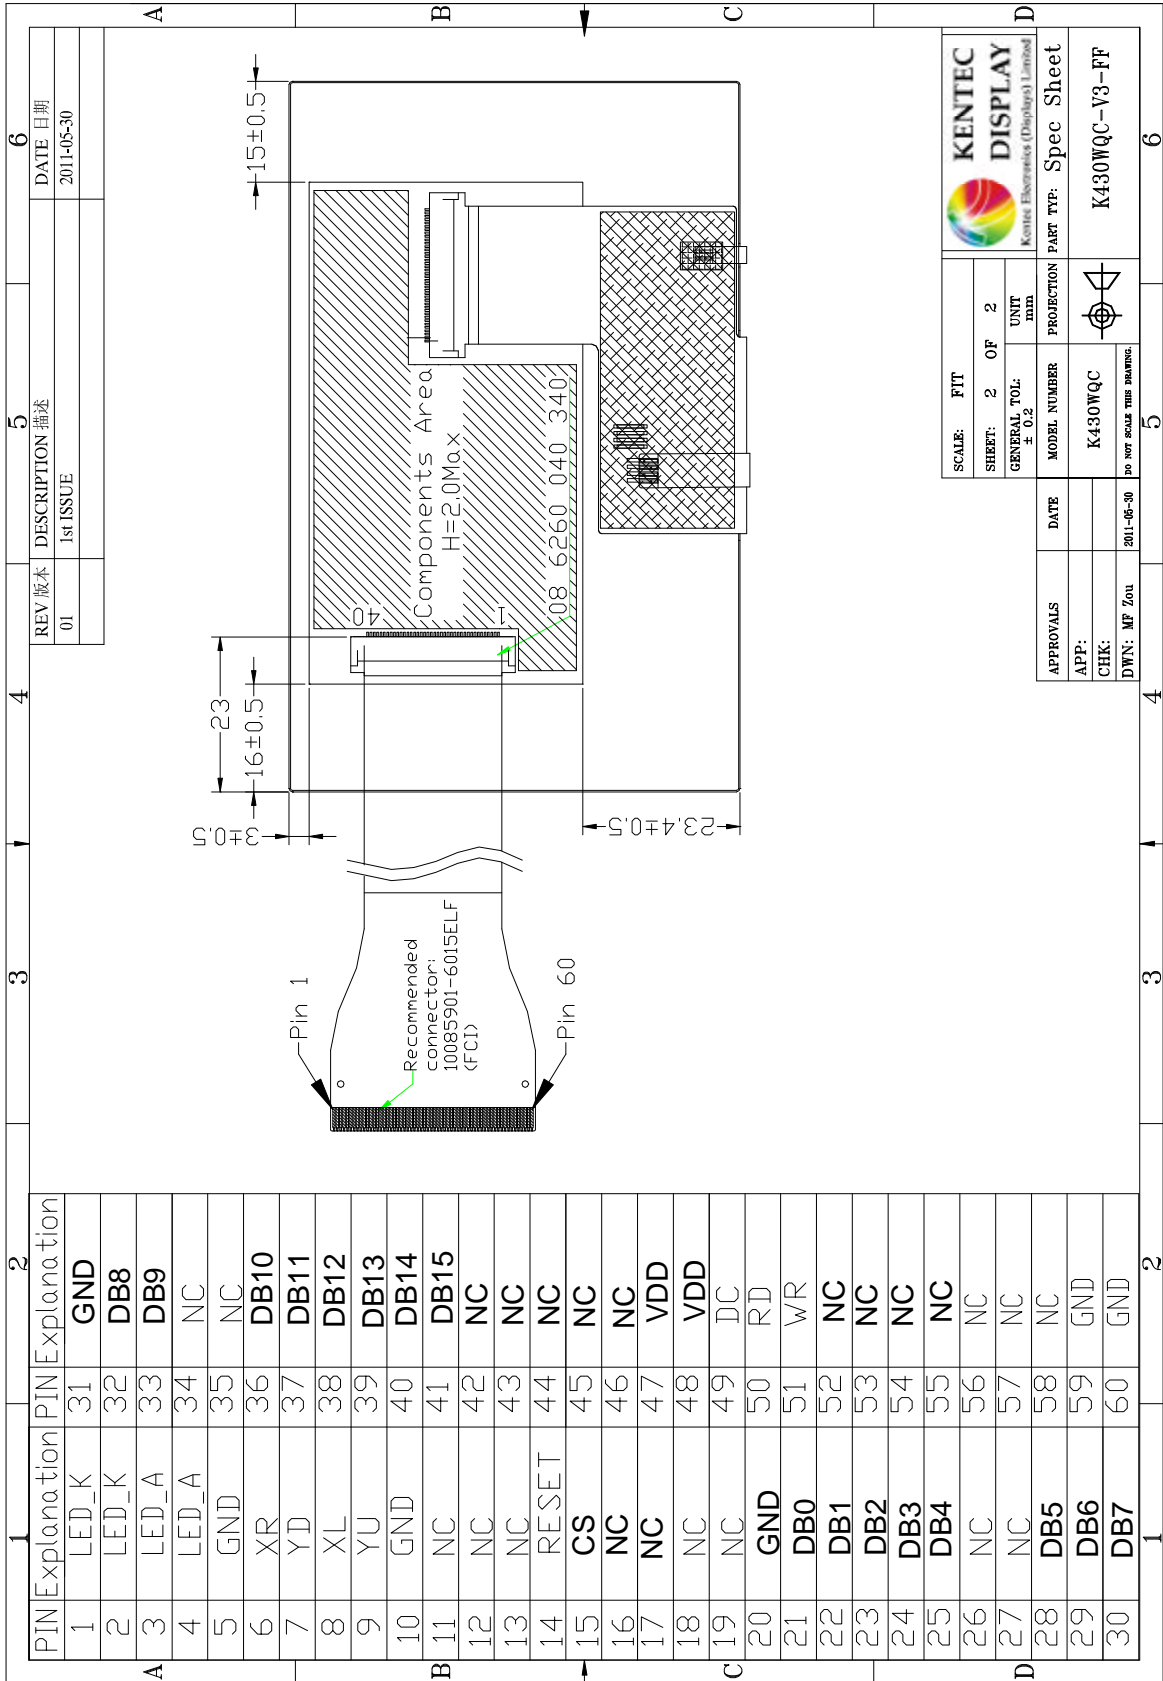 1
2
3
4
5
6
A
B
C
D
PIN Explanation PIN Explanation
1 LED_K 31 GND
2 LED_K 32 DB8
3 LED_A 33 DB9
4 LED_A 34 NC
5 GND 35 NC
6 XR 36 DB10
7 YD 37 DB11
8 XL 38 DB12
9 YU 39 DB13
10 GND 40 DB14
11 NC 41 DB15
12 NC 42 NC
13 NC 43 NC
14 RESET 44 NC
15 CS 45 NC
16 NC 46 NC
17 NC 47 VDD
18 NC 48 VDD
19 NC 49 DC
20 GND 50 RD
21 DB0 51 WR
22 DB1 52 NC
23 DB2 53 NC
24 DB3 54 NC
25 DB4 55 NC
26 NC 56 NC
27 NC 57 NC
28 DB5 58 NC
29 DB6 59 GND
30 DB7 60 GND
Pin 1
Recommended
connector:
10085901-6015ELF
(FCI)
Pin 60
3±0.5
23
16±0.5
15±0.5
23.4±0.5
40
1
Components Area
H=2.0Max
08 6260 040 340
REV 版本 DESCRIPTION 描述 DATE 日期
01 1st ISSUE 2011-05-30
APPROVALS DATE
APP:
CHK:
DWN: MF Zou 2011-05-30
SCALE: FIT
SHEET: 2 OF 2
GENERAL TOL:
± 0.2
UNIT
mm
MODEL NUMBER
K430WQC
DO NOT SCALE THIS DRAWING.
PROJECTION
KENTEC
DISPLAY
Kentec Electronics (Displays) Limited
PART TYP: Spec Sheet
K430WQC-V3-FF
A
B
C
D
1
2
3
4
5
6